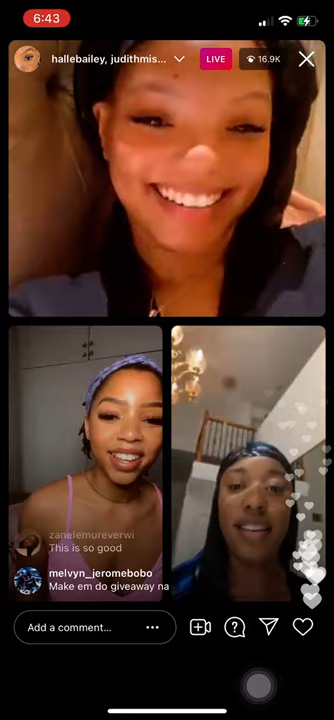 6:43
hallebailey, judithmis...
LIVE
16.9K
zanelemureverwi
This is so good
melvyn_jeromebobo
Make em do giveaway na
Add a comment...